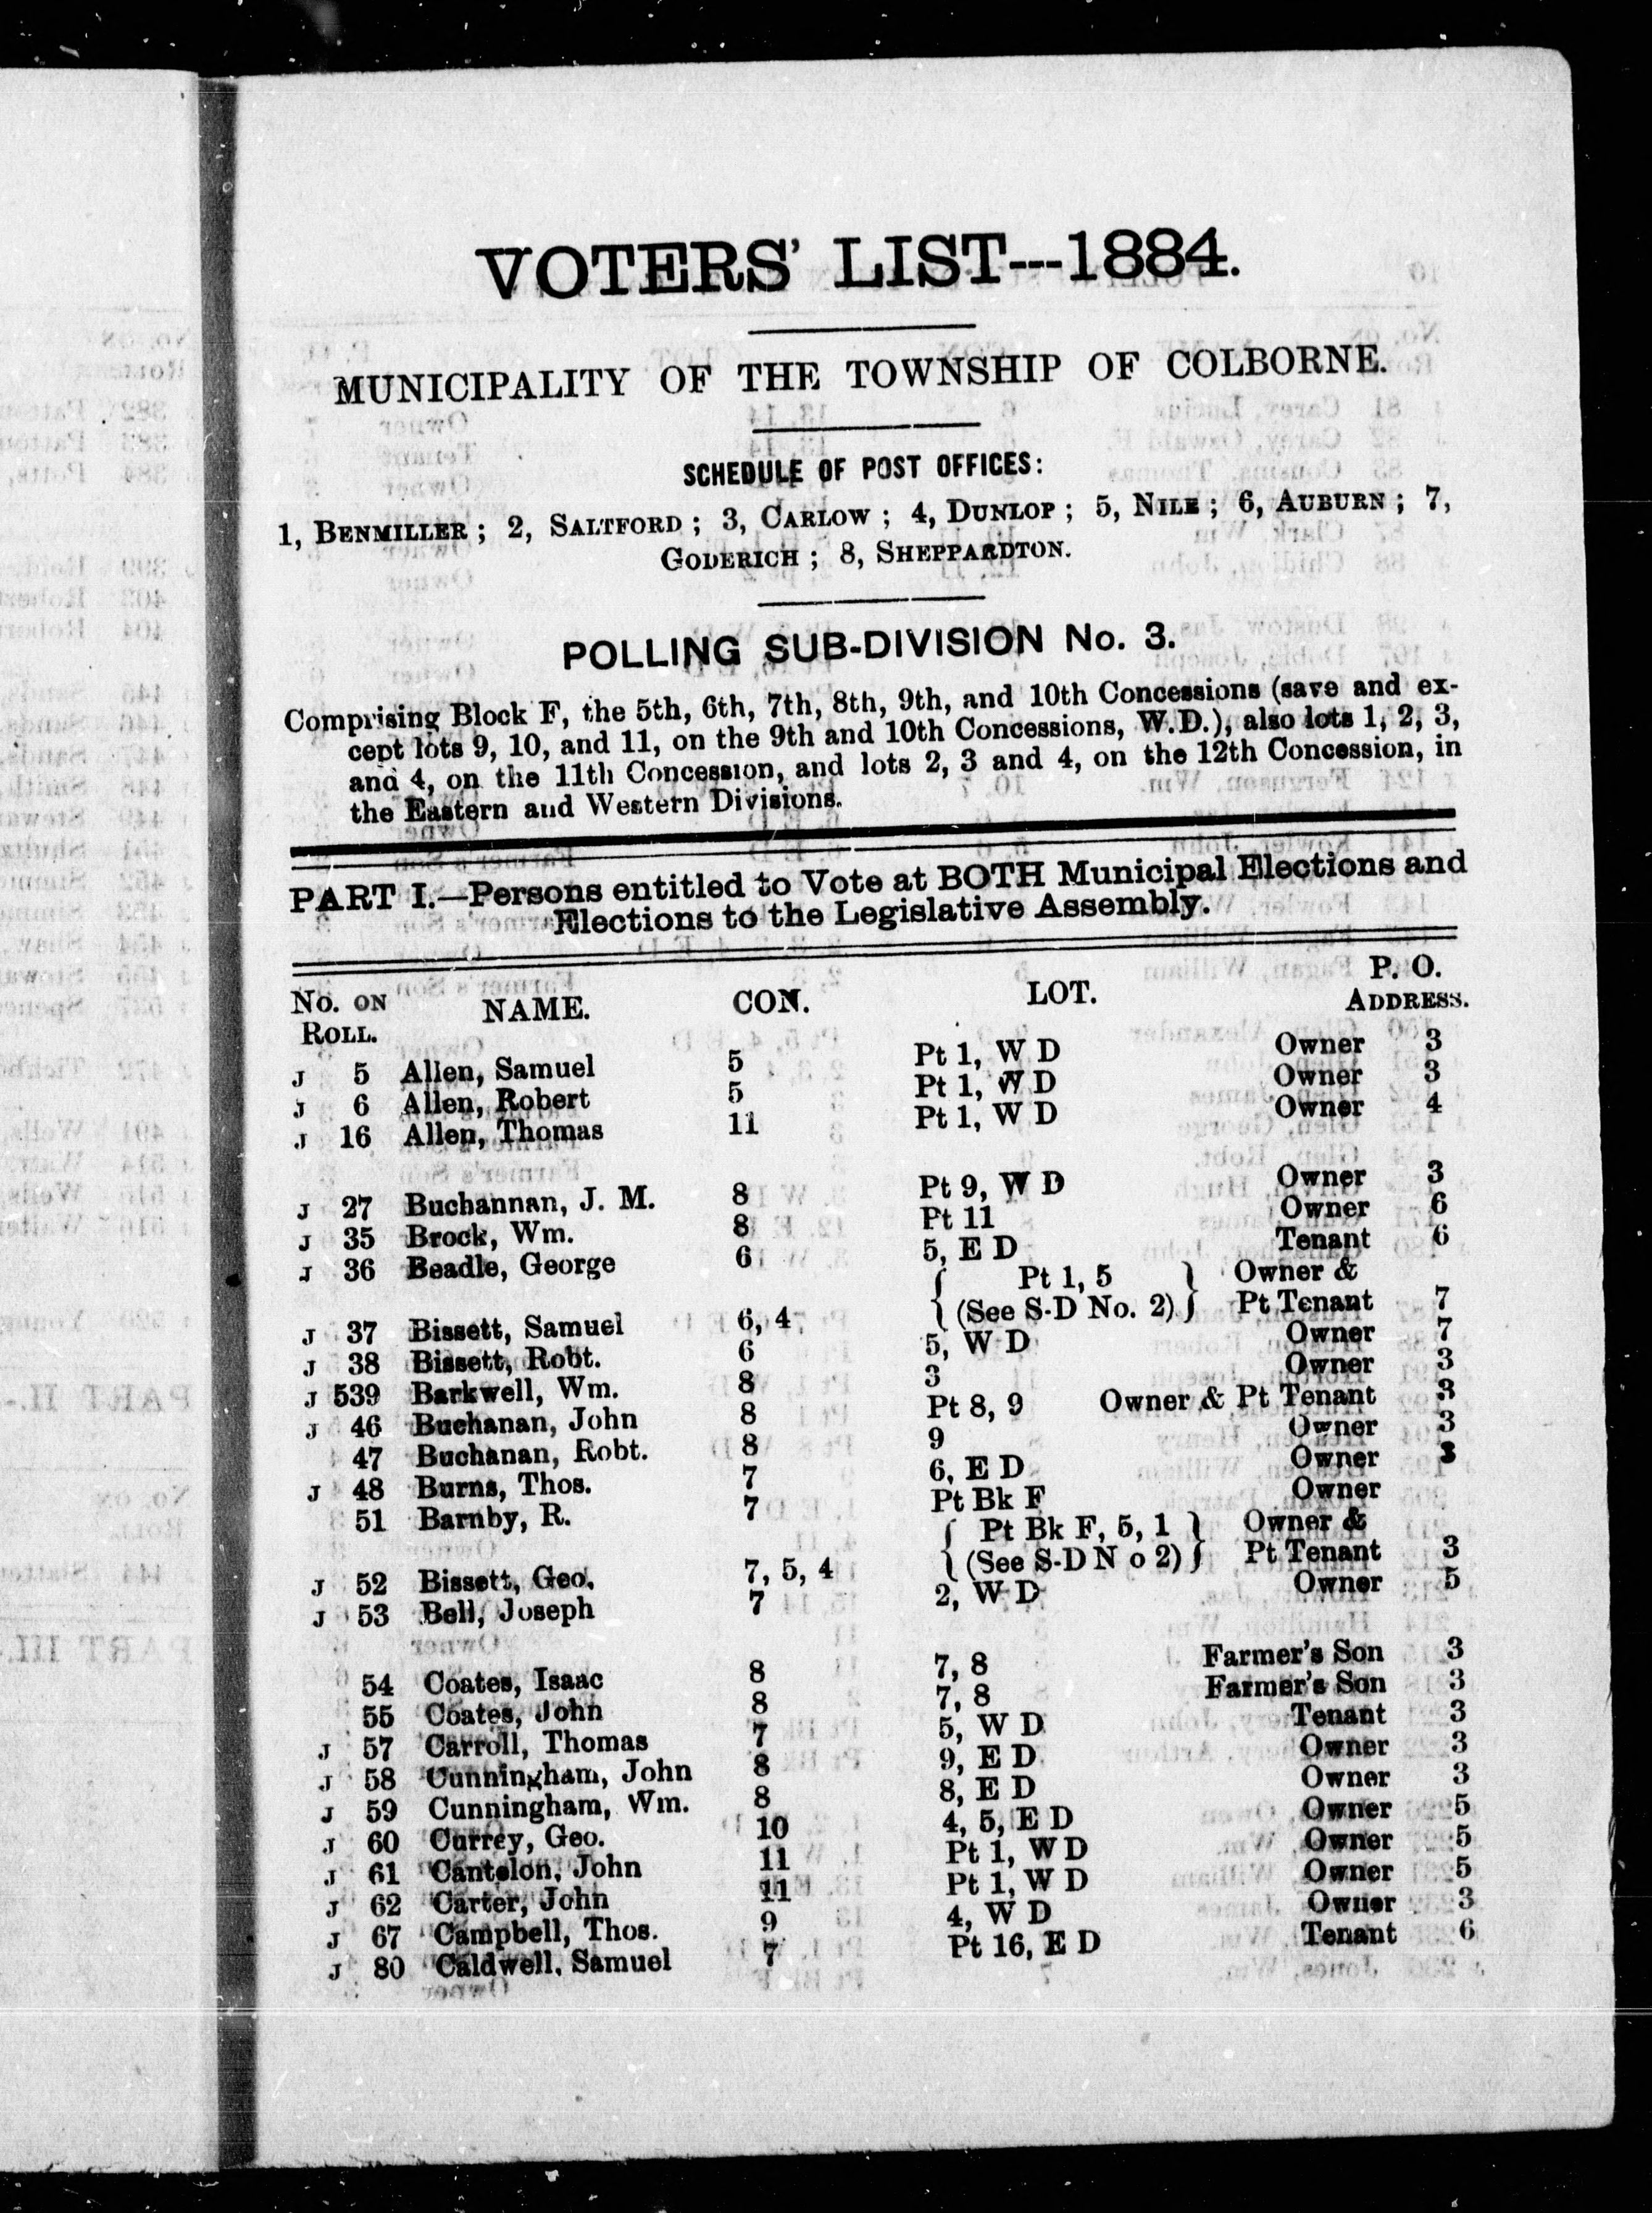 VOTERS' LIST---1884.
MUNICIPALITY OF THE TOWNSHIP OF COLBORNE.
SCHEDULE OF POST OFFICES:
1, BENMILLER ; 2, SALTFORD ; 3, CARLOW ; 4, DUNLOP ; 5, NILE ; 6, AUBURN ; 7,
GODERICH ; 8, SHEPPARDTON.
POLLING SUB-DIVISION No. 3.
Comprising Block F, the 5th, 6th, 7th, 8th, 9th, and 10th Concessions (save and ex-
cept lots 9, 10, and 11, on the 9th and 10th Concessions, W.D.), also lots 1, 2, 3,
and 4, on the 11th Concession, and lots 2, 3 and 4, on the 12th Concession, in
the Eastern and Western Divisions.
PART I.—Persons entitled to Vote at BOTH Municipal Elections and
Elections to the Legislative Assembly.
No. ON ROLL. NAME. CON. LOT. P. O. ADDRESS.
J 5 Allen, Samuel 5 Pt 1, W D Owner 3
J 6 Allen, Robert 5 Pt 1, W D Owner 3
J 16 Allen, Thomas 11 Pt 1, W D Owner 4
J 27 Buchannan, J. M. 8 Pt 9, W D Owner 3
J 35 Brock, Wm. 8 Pt 11 Owner 6
J 36 Beadle, George 6 5, E D Tenant 6
{ Pt 1, 5 } Owner &
J 37 Bissett, Samuel 6, 4 (See S-D No. 2) Pt Tenant 7
J 38 Bissett, Robt. 6 5, W D Owner 7
J 539 Barkwell, Wm. 8 3 Owner 3
J 46 Buchanan, John 8 Pt 8, 9 Owner & Pt Tenant 3
47 Buchanan, Robt. 8 9 Owner 3
J 48 Burns, Thos. 7 6, E D Owner 3
51 Barnby, R. 7 Pt Bk F Owner
{ Pt Bk F, 5, 1 } Owner &
J 52 Bissett, Geo. 7, 5, 4 (See S-D N o 2) Pt Tenant 3
J 53 Bell, Joseph 7 2, W D Owner 5
54 Coates, Isaac 8 7, 8 Farmer's Son 3
55 Coates, John 8 7, 8 Farmer's Son 3
J 57 Carroll, Thomas 7 5, W D Tenant 3
J 58 Cunningham, John 8 9, E D Owner 3
J 59 Cunningham, Wm. 8 8, E D Owner 3
J 60 Currey, Geo. 10 4, 5, E D Owner 5
J 61 Cantelon, John 11 Pt 1, W D Owner 5
J 62 Carter, John 11 Pt 1, W D Owner 5
J 67 Campbell, Thos. 9 4, W D Owner 3
J 80 Caldwell, Samuel 7 Pt 16, E D Tenant 6